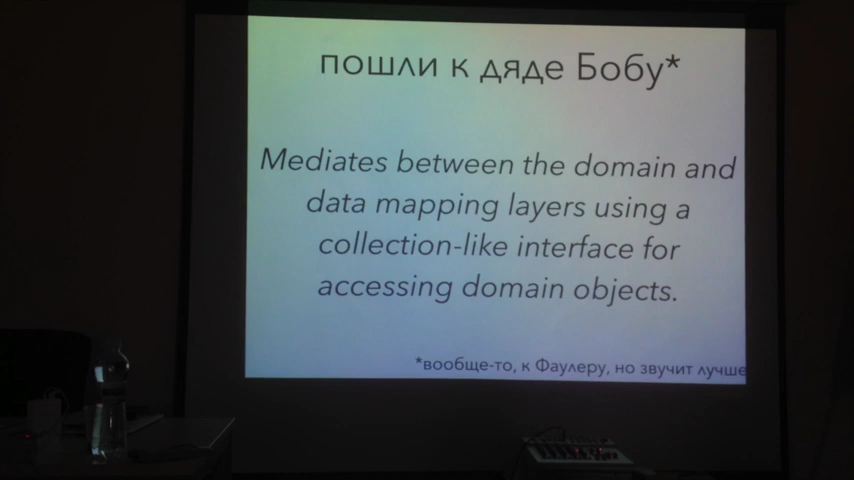 пошли к дяде Бобу*
Mediates between the domain and
data mapping layers using a
collection-like interface for
accessing domain objects.
*вообще-то, к Фаулеру, но звучит лучше